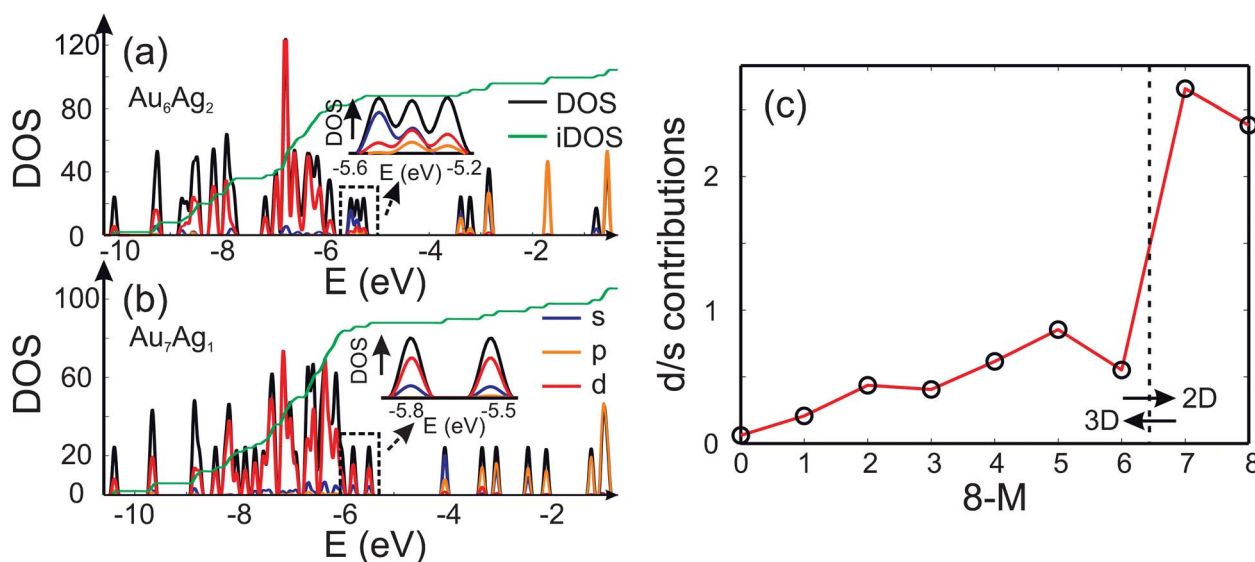 (a)
Au6Ag2
DOS
120
80
40
0
-10
-8
-6
-4
-2
E (eV)
DOS
iDOS
DOS
-5.6
E (eV)
-5.2
(b)
Au7Ag1
DOS
100
60
20
0
-10
-8
-6
-4
-2
E (eV)
s
p
d
DOS
-5.8
-5.5
E (eV)
(c)
d/s contributions
2
1
0
0 1 2 3 4 5 6 7 8
8-M
2D
3D